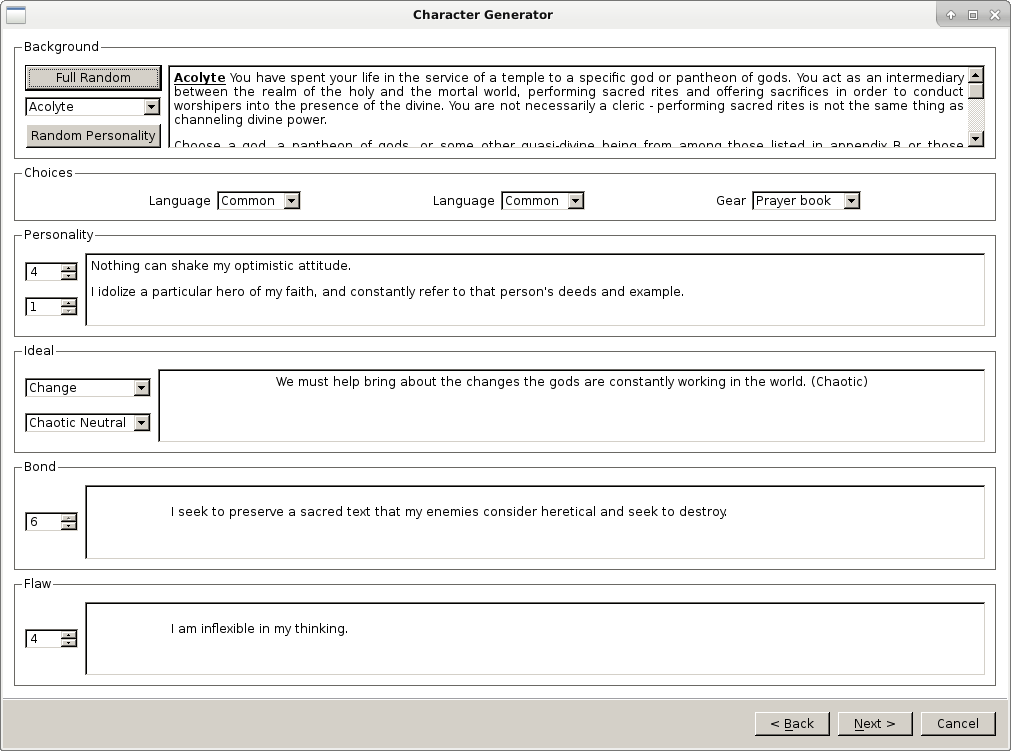 Character Generator
Background
Full Random
Acolyte
Random Personality
Acolyte You have spent your life in the service of a temple to a specific god or pantheon of gods. You act as an intermediary
between the realm of the holy and the mortal world, performing sacred rites and offering sacrifices in order to conduct
worshipers into the presence of the divine. You are not necessarily a cleric - performing sacred rites is not the same thing as
channeling divine power.
Choose a god, a pantheon of gods, or some other quasi-divine being from among those listed in appendix B or those
Choices
Language Common
Language Common
Gear Prayer book
Personality
4
1
Nothing can shake my optimistic attitude.
I idolize a particular hero of my faith, and constantly refer to that person's deeds and example.
Ideal
Change
Chaotic Neutral
We must help bring about the changes the gods are constantly working in the world. (Chaotic)
Bond
6
I seek to preserve a sacred text that my enemies consider heretical and seek to destroy.
Flaw
4
I am inflexible in my thinking.
< Back
Next >
Cancel